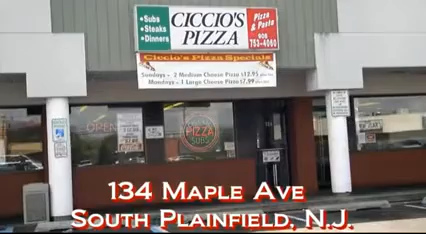 •Subs
•Steaks
•Dinners
CICCIO'S
PIZZA
Pizza
& Pasta
908
753-4060
Ciccio's Pizza Specials
Sundays - 2 Medium Cheese Pizza $12.95
Mondays - 1 Large Cheese Pizza $7.99
OPEN
PIZZA
SUBS
134 MAPLE AVE
SOUTH PLAINFIELD, N.J.